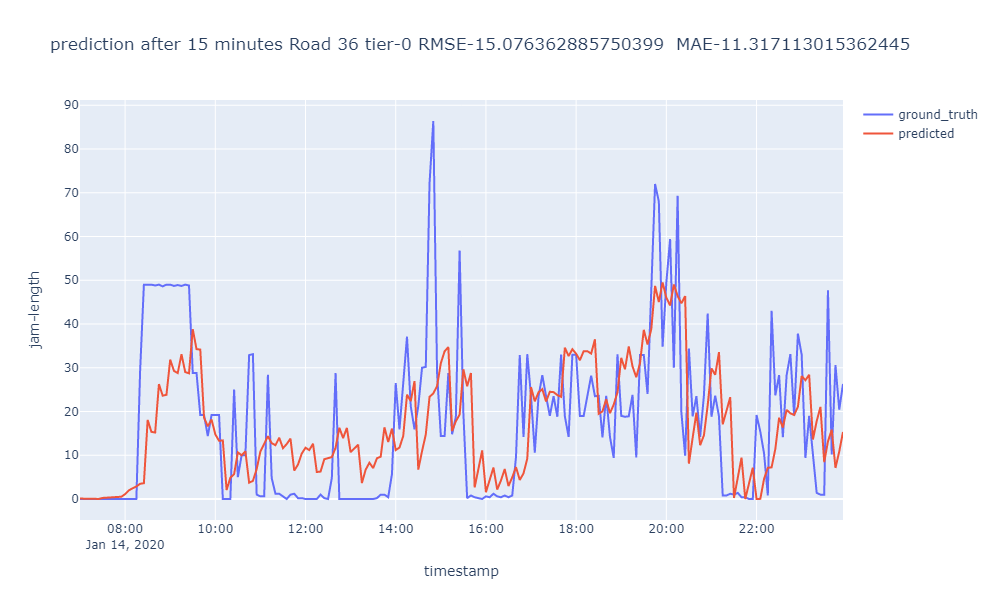 prediction after 15 minutes Road 36 tier-0 RMSE-15.076362885750399  MAE-11.317113015362445
ground_truth
predicted
90
80
70
60
50
40
30
20
10
0
jam-length
08:00 10:00 12:00 14:00 16:00 18:00 20:00 22:00
Jan 14, 2020
timestamp